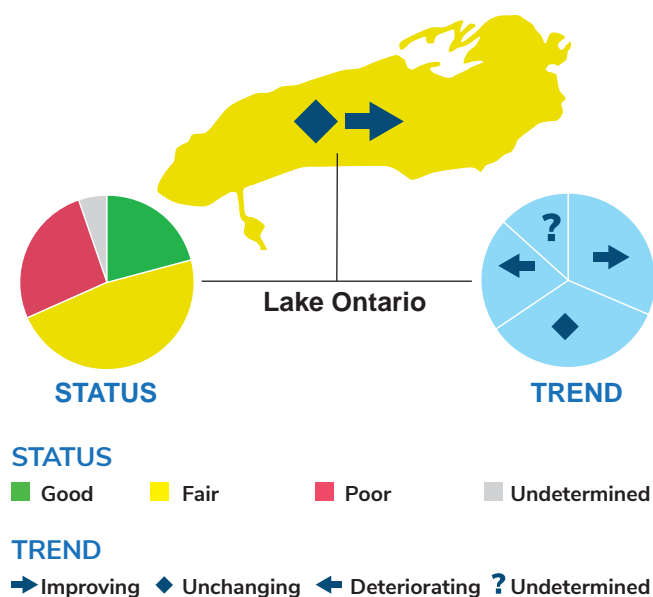 ?
Lake Ontario
STATUS
TREND
STATUS
Good Fair Poor Undetermined
TREND
Improving Unchanging Deteriorating ? Undetermined